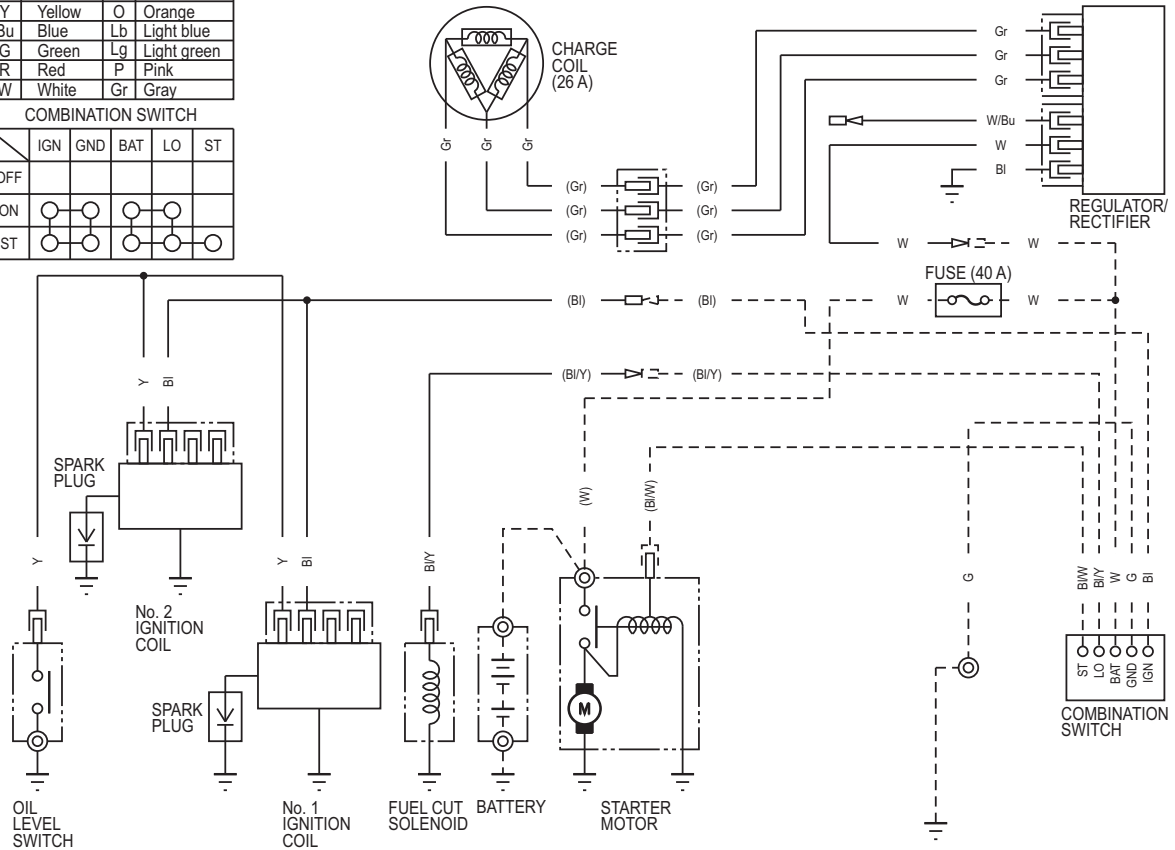 Y Yellow O Orange
Bu Blue Lb Light blue
G Green Lg Light green
R Red P Pink
W White Gr Gray
COMBINATION SWITCH
IGN GND BAT LO ST
OFF
ON
ST
CHARGE
COIL
(26 A)
Gr
Gr
Gr
W/Bu
W
Bl
REGULATOR/
RECTIFIER
Gr Gr Gr
(Gr) (Gr)
(Gr) (Gr)
(Gr) (Gr)
W W
FUSE (40 A)
W W
(Bl) (Bl)
(Bl/Y) (Bl/Y)
Y Bl
SPARK
PLUG
No. 2
IGNITION
COIL
Y
Y Bl
Bl/Y
(W)
(Bl/W)
G
Bl/W Bl/Y W G Bl
ST LO BAT GND IGN
COMBINATION
SWITCH
SPARK
PLUG
M
OIL
LEVEL
SWITCH
No. 1
IGNITION
COIL
FUEL CUT
SOLENOID
BATTERY
STARTER
MOTOR